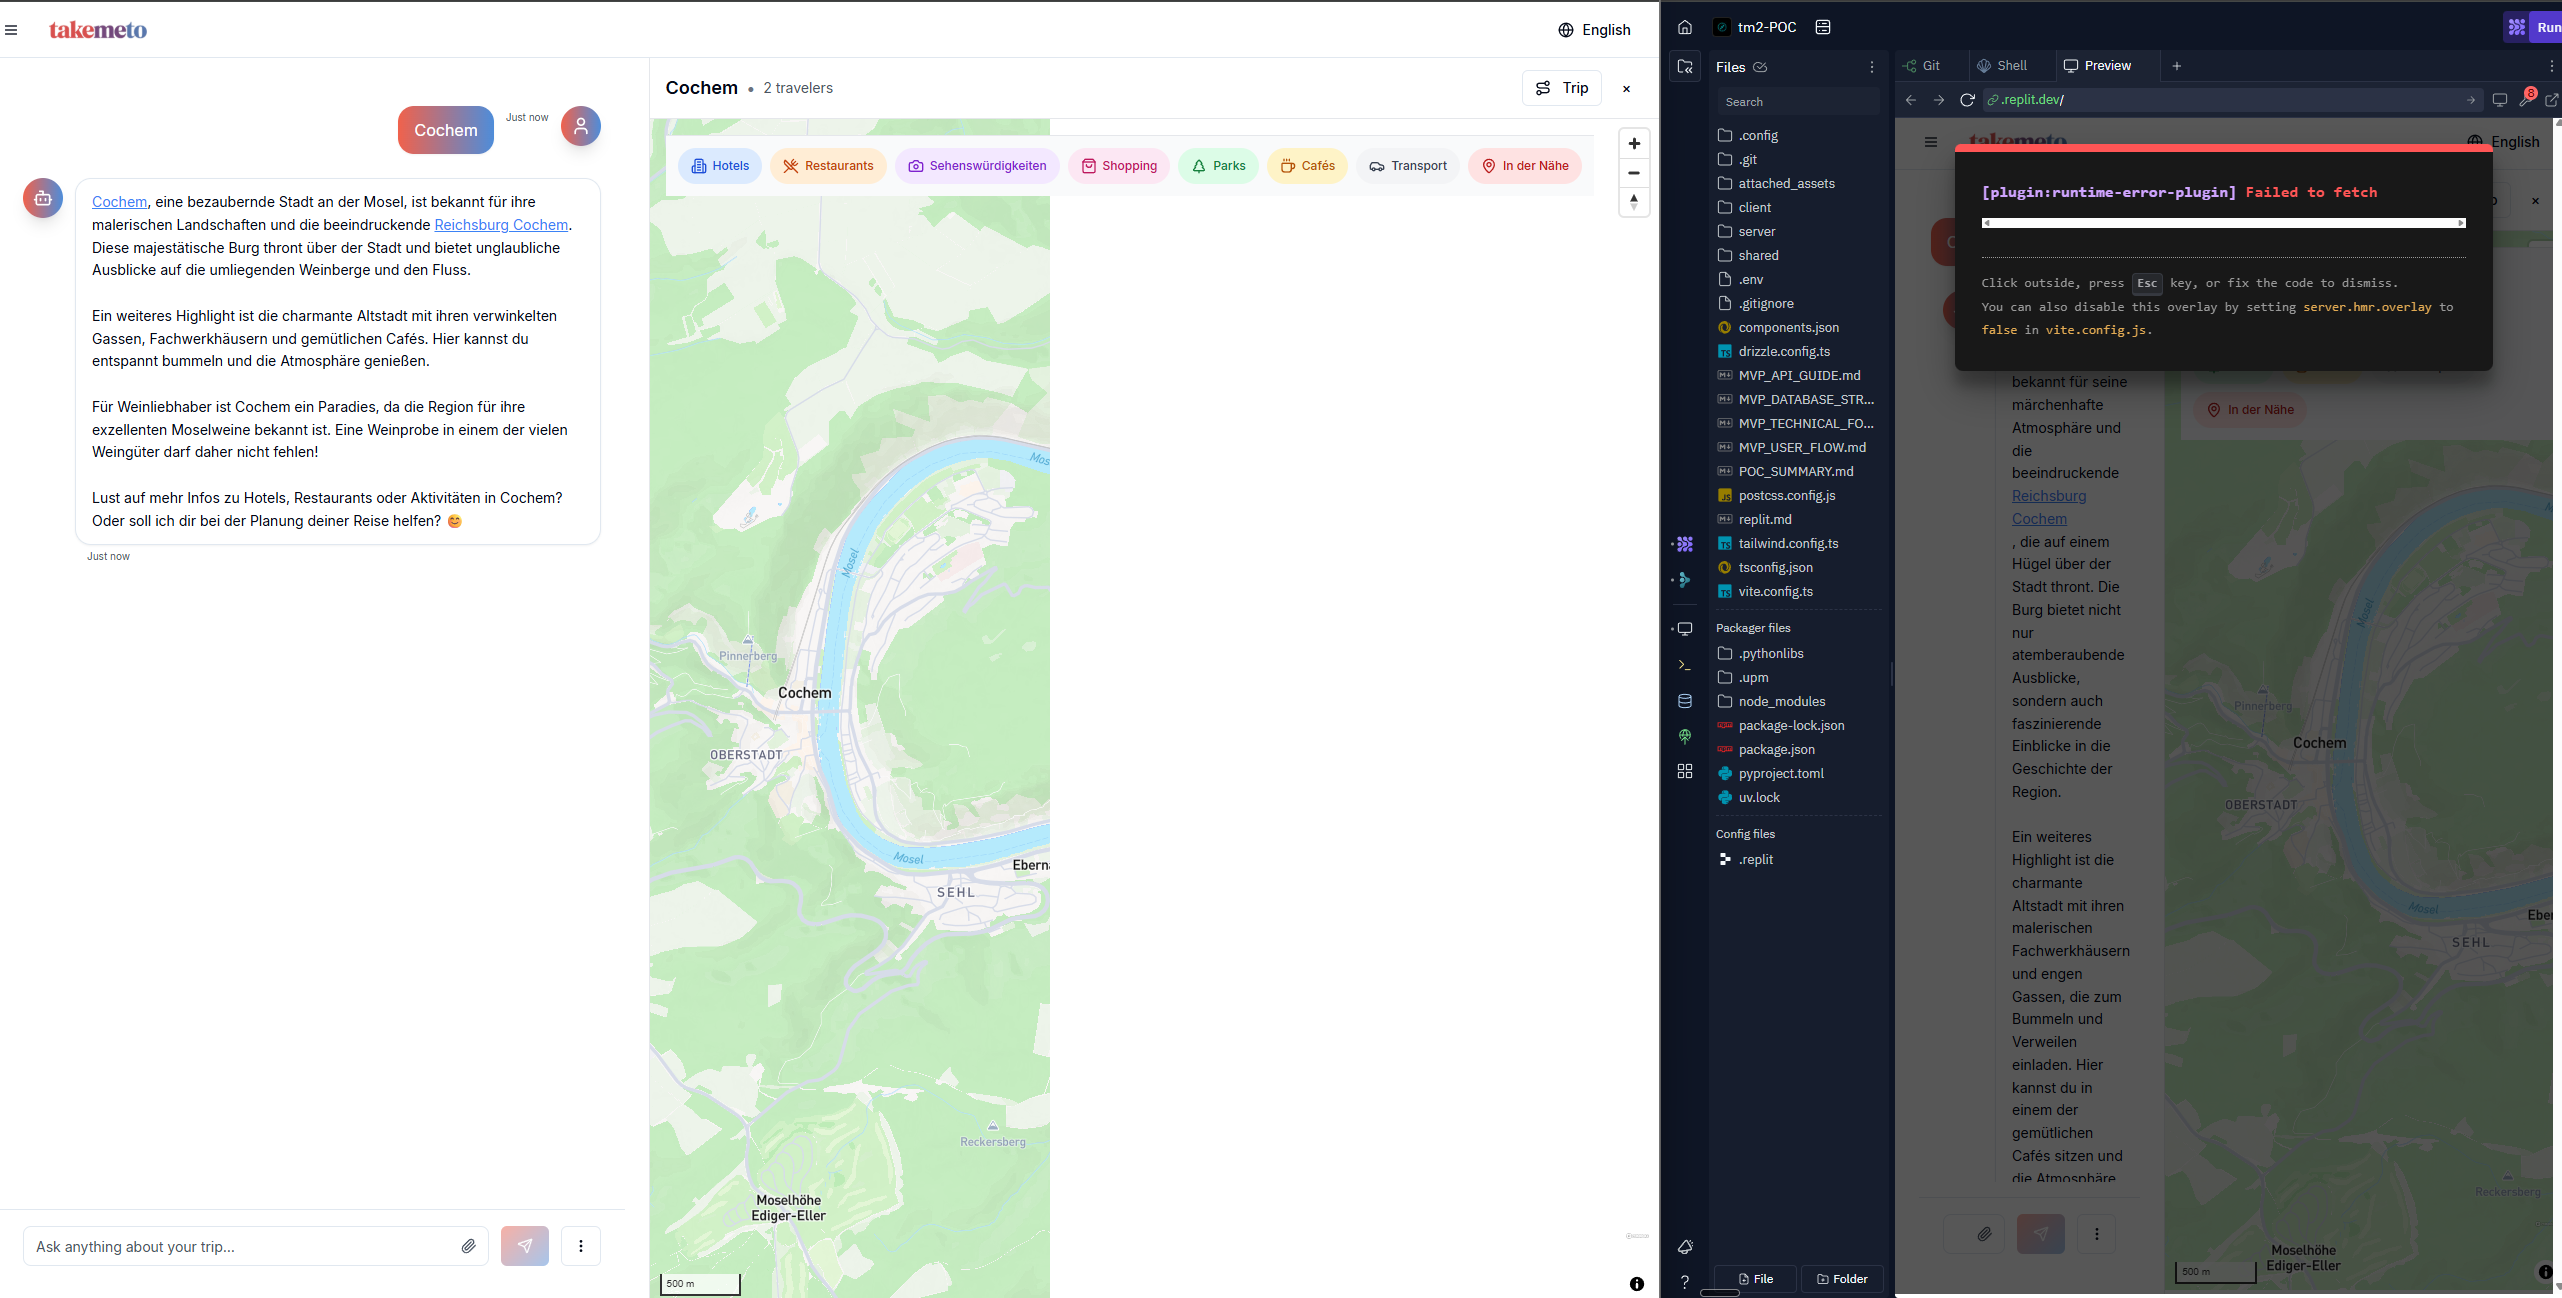 takemeto
English
Cochem
Just now
Cochem, eine bezaubernde Stadt an der Mosel, ist bekannt für ihre
malerischen Landschaften und die beeindruckende Reichsburg Cochem.
Diese majestätische Burg thront über der Stadt und bietet unglaubliche
Ausblicke auf die umliegenden Weinberge und den Fluss.
Ein weiteres Highlight ist die charmante Altstadt mit ihren verwinkelten
Gassen, Fachwerkhäusern und gemütlichen Cafés. Hier kannst du
entspannt bummeln und die Atmosphäre genießen.
Für Weinliebhaber ist Cochem ein Paradies, da die Region für ihre
exzellenten Moselweine bekannt ist. Eine Weinprobe in einem der vielen
Weingüter darf daher nicht fehlen!
Lust auf mehr Infos zu Hotels, Restaurants oder Aktivitäten in Cochem?
Oder soll ich dir bei der Planung deiner Reise helfen? 😊
Just now
Ask anything about your trip...
Cochem • 2 travelers
Trip
×
Hotels
Restaurants
Sehenswürdigkeiten
Shopping
Parks
Cafés
Transport
In der Nähe
Mos
Mosel
Pinnerberg
Cochem
OBERSTADT
Mosel
Ebern
SEHL
Reckersberg
Moselhöhe
Ediger-Eller
500 m
tm2-POC
Run
Files
Search
.config
.git
attached_assets
client
server
shared
.env
.gitignore
components.json
drizzle.config.ts
MVP_API_GUIDE.md
MVP_DATABASE_STR...
MVP_TECHNICAL_FO...
MVP_USER_FLOW.md
POC_SUMMARY.md
postcss.config.js
replit.md
tailwind.config.ts
tsconfig.json
vite.config.ts
Packager files
.pythonlibs
.upm
node_modules
package-lock.json
package.json
pyproject.toml
uv.lock
Config files
.replit
File
Folder
Git
Shell
Preview
.replit.dev/
8
takemeto
English
[plugin:runtime-error-plugin] Failed to fetch
Click outside, press Esc key, or fix the code to dismiss.
You can also disable this overlay by setting server.hmr.overlay to
false in vite.config.js.
bekannt für seine
märchenhafte
Atmosphäre und
die
beeindruckende
Reichsburg
Cochem
, die auf einem
Hügel über der
Stadt thront. Die
Burg bietet nicht
nur
atemberaubende
Ausblicke,
sondern auch
faszinierende
Einblicke in die
Geschichte der
Region.
Ein weiteres
Highlight ist die
charmante
Altstadt mit ihren
malerischen
Fachwerkhäusern
und engen
Gassen, die zum
Bummeln und
Verweilen
einladen. Hier
kannst du in
einem der
gemütlichen
Cafés sitzen und
die Atmosphäre
In der Nähe
Mosel
Pinnerberg
Cochem
OBERSTADT
Mosel
Eber
SEHL
Reckersberg
Moselhöhe
Ediger-Eller
500 m